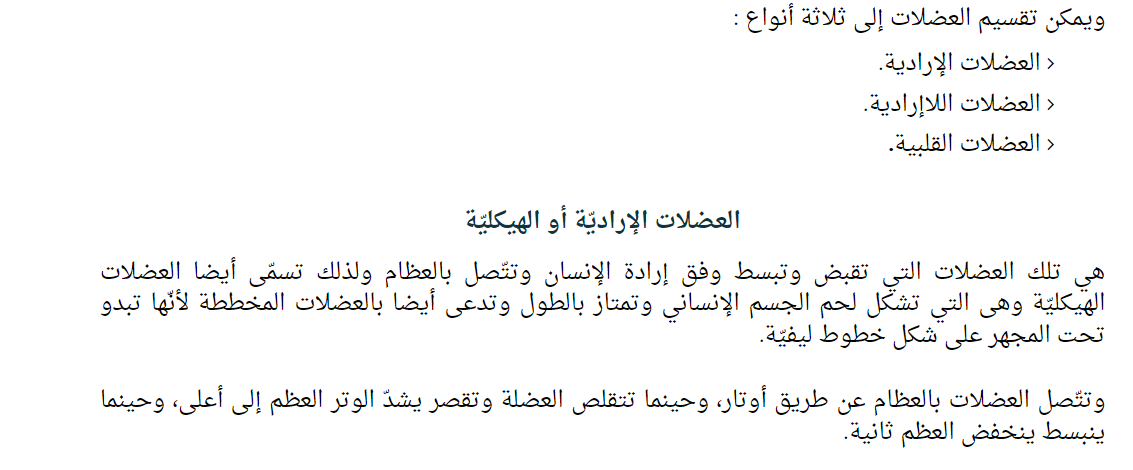 ويمكن تقسيم العضلات إلى ثلاثة أنواع :
› العضلات الإرادية.
› العضلات اللاإرادية.
› العضلات القلبية.
العضلات الإراديّة أو الهيكليّة
هي تلك العضلات التي تقبض وتبسط وفق إرادة الإنسان وتتّصل بالعظام ولذلك تسمّى أيضا العضلات
الهيكليّة وهى التي تشكل لحم الجسم الإنساني وتمتاز بالطول وتدعى أيضا بالعضلات المخططة لأنّها تبدو
تحت المجهر على شكل خطوط ليفيّة.
وتتّصل العضلات بالعظام عن طريق أوتار، وحينما تتقلص العضلة وتقصر يشدّ الوتر العظم إلى أعلى، وحينما
ينبسط ينخفض العظم ثانية.